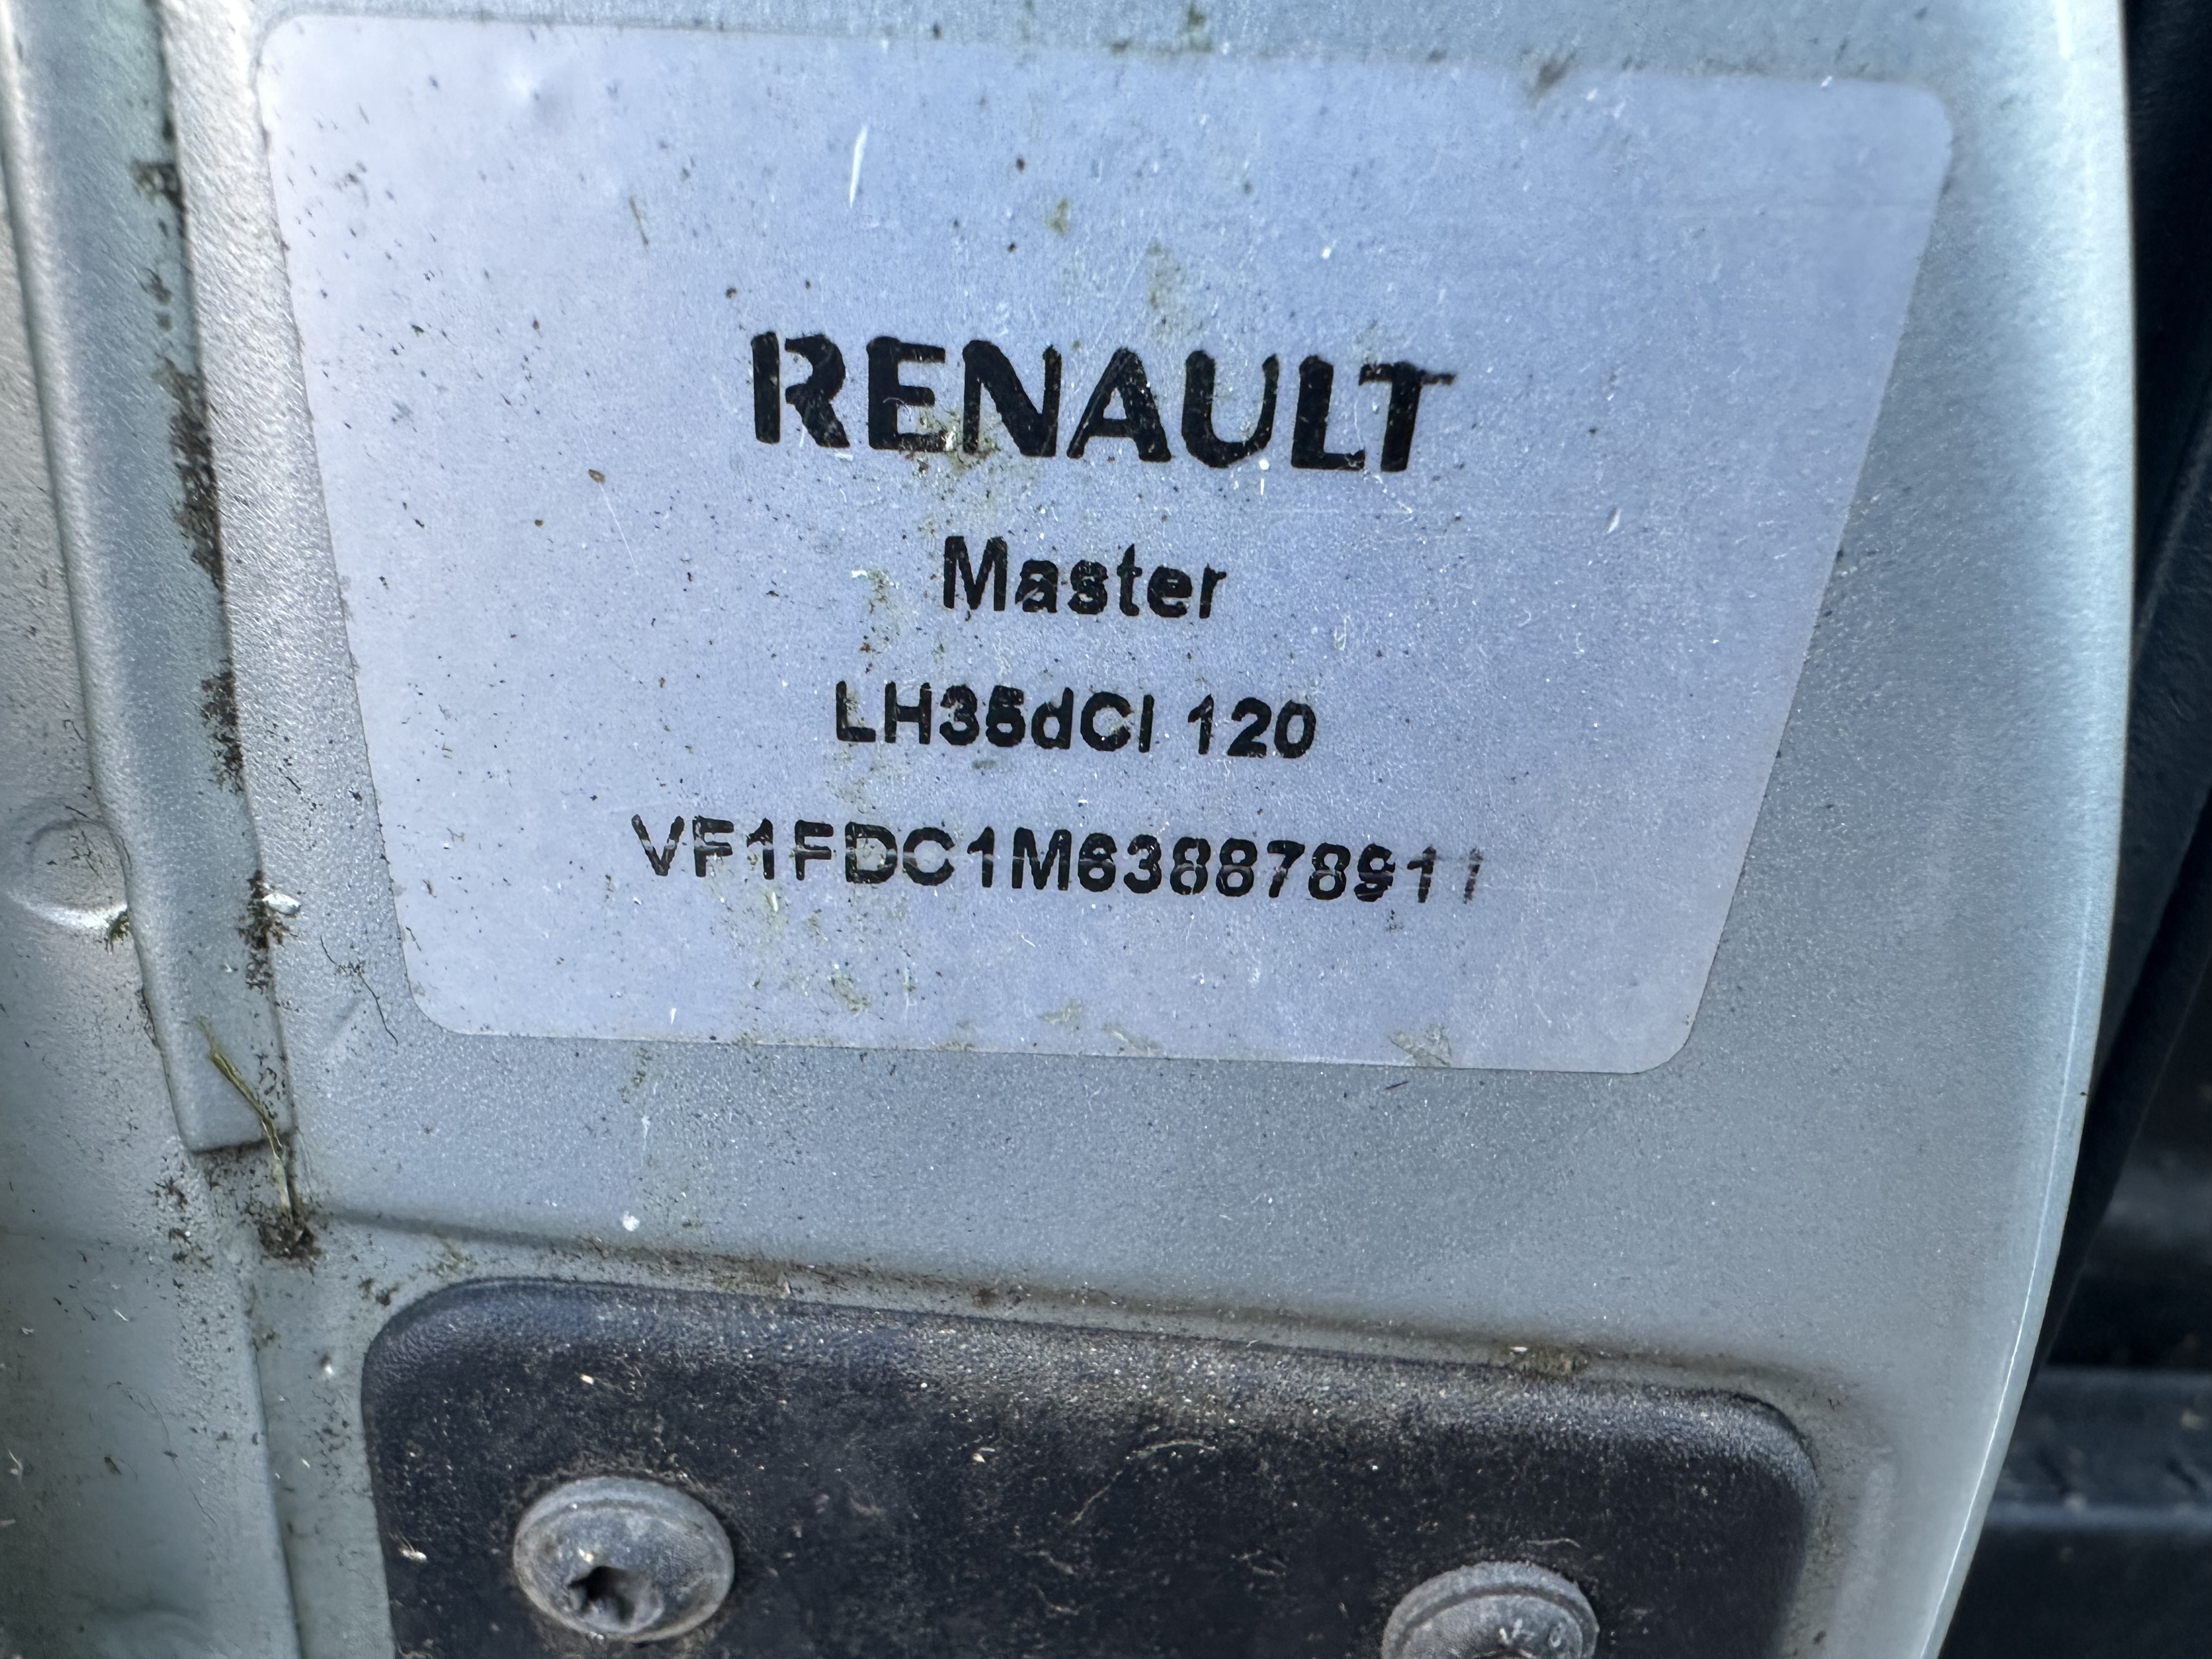 RENAULT
Master
LH35dCI 120
VF1FDC1M638878911